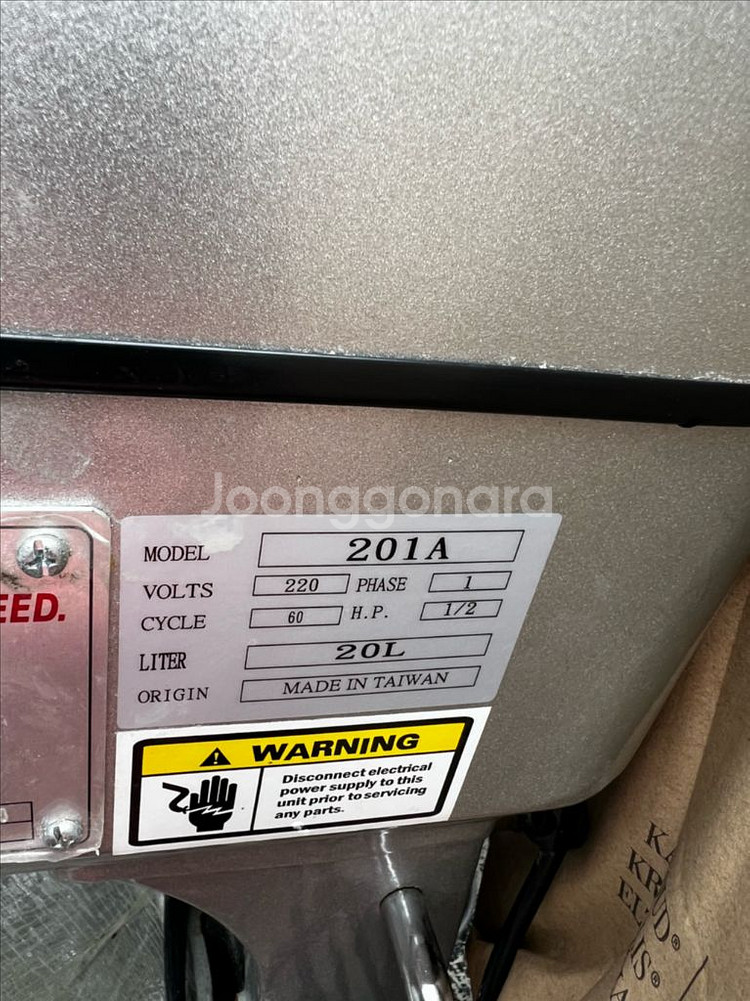 Joonggonara
EED.
MODEL 201A
VOLTS 220 PHASE 1
CYCLE 60 H.P. 1/2
LITER 20L
ORIGIN MADE IN TAIWAN
WARNING
Disconnect electrical
power supply to this
unit prior to servicing
any parts.